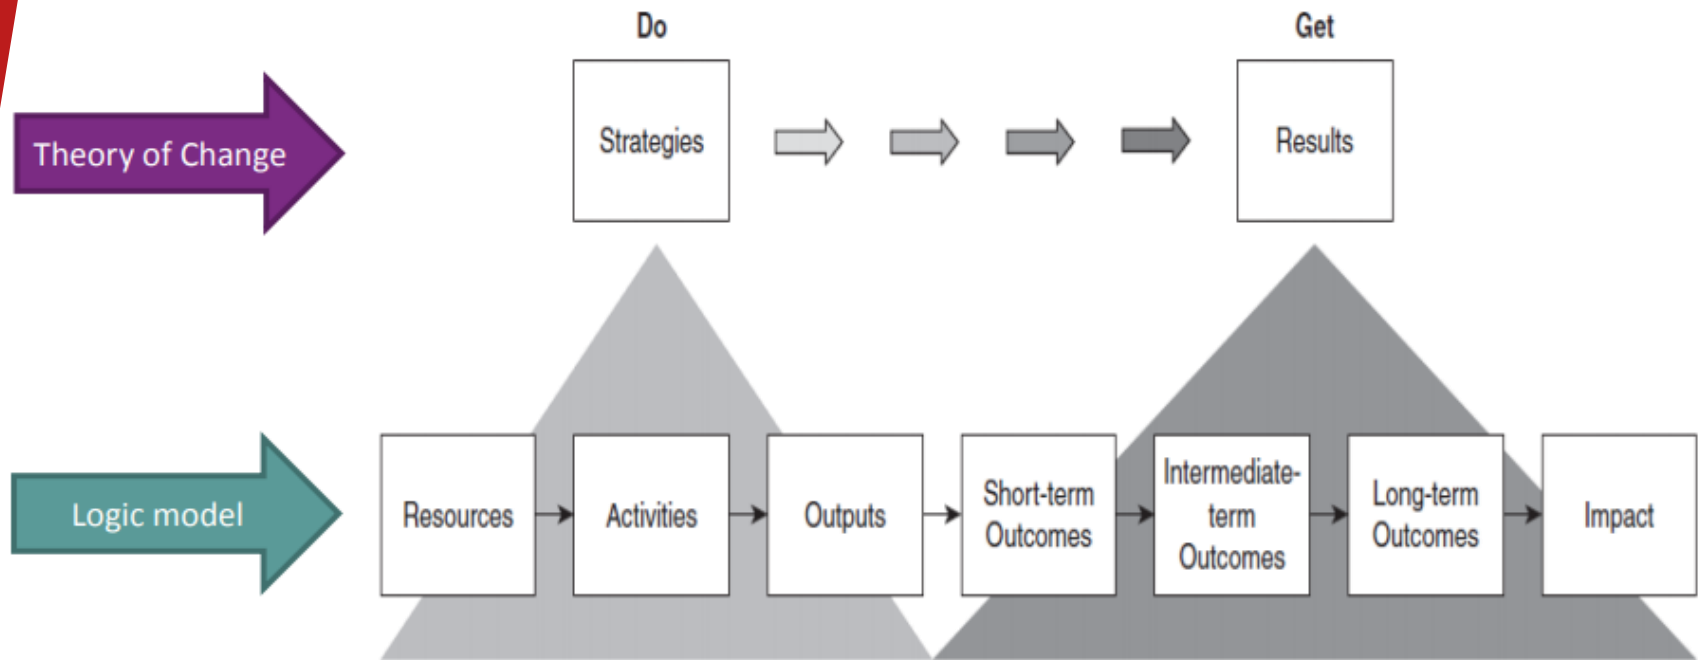 Do
Get
Theory of Change
Strategies
Results
Logic model
Resources
Activities
Outputs
Short-term
Outcomes
Intermediate-
term
Outcomes
Long-term
Outcomes
Impact